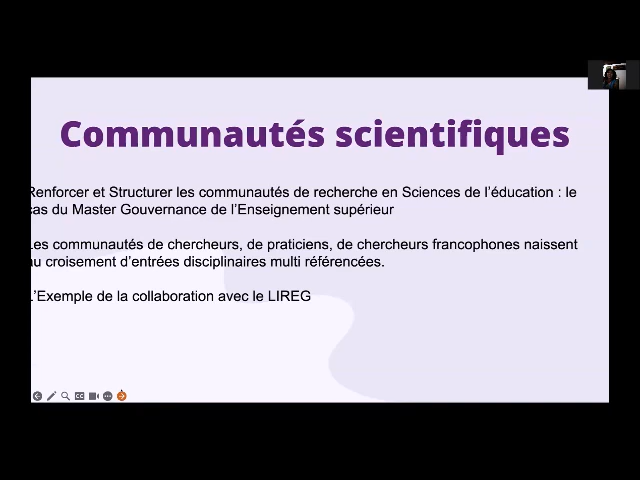 Communautés scientifiques
Renforcer et Structurer les communautés de recherche en Sciences de l'éducation : le
cas du Master Gouvernance de l'Enseignement supérieur
Les communautés de chercheurs, de praticiens, de chercheurs francophones naissent
au croisement d'entrées disciplinaires multi référencées.
L'Exemple de la collaboration avec le LIREG